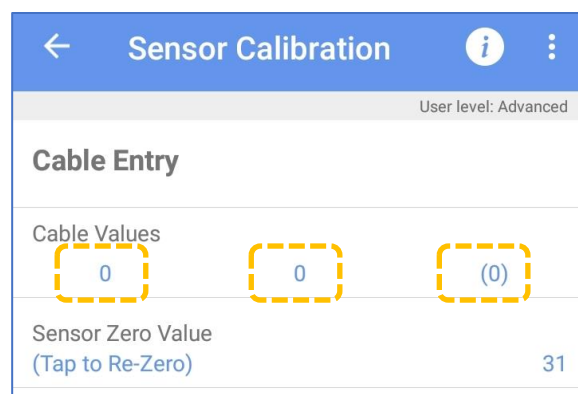 Sensor Calibration
User level: Advanced
Cable Entry
Cable Values
0 0 (0)
Sensor Zero Value
(Tap to Re-Zero) 31